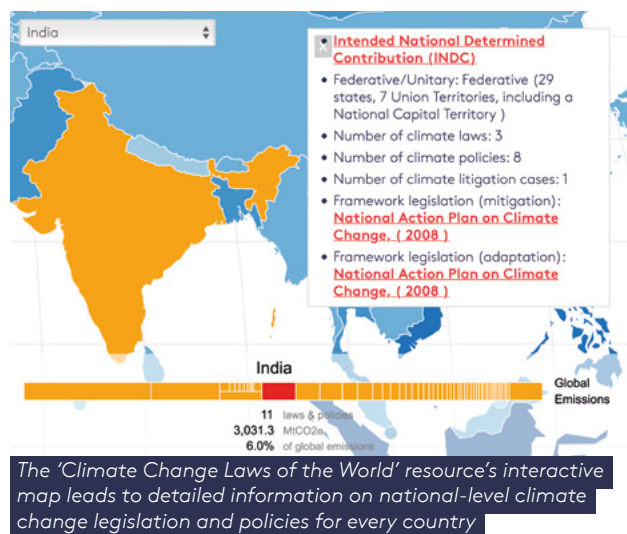 India
x
Intended National Determined
Contribution (INDC)
Federative/Unitary: Federative (29
states, 7 Union Territories, including a
National Capital Territory )
Number of climate laws: 3
Number of climate policies: 8
Number of climate litigation cases: 1
Framework legislation (mitigation):
National Action Plan on Climate
Change, ( 2008 )
Framework legislation (adaptation):
National Action Plan on Climate
Change, ( 2008 )
India
Global
Emissions
11 laws & policies
3,031.3 MtCO2e
6.0% of global emissions
The ‘Climate Change Laws of the World’ resource’s interactive
map leads to detailed information on national-level climate
change legislation and policies for every country